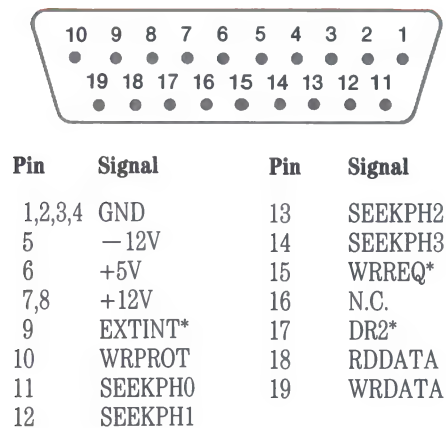 10 9 8 7 6 5 4 3 2 1
19 18 17 16 15 14 13 12 11
Pin Signal
1,2,3,4 GND
5 −12V
6 +5V
7,8 +12V
9 EXTINT*
10 WRPROT
11 SEEKPH0
12 SEEKPH1
Pin Signal
13 SEEKPH2
14 SEEKPH3
15 WRREQ*
16 N.C.
17 DR2*
18 RDDATA
19 WRDATA